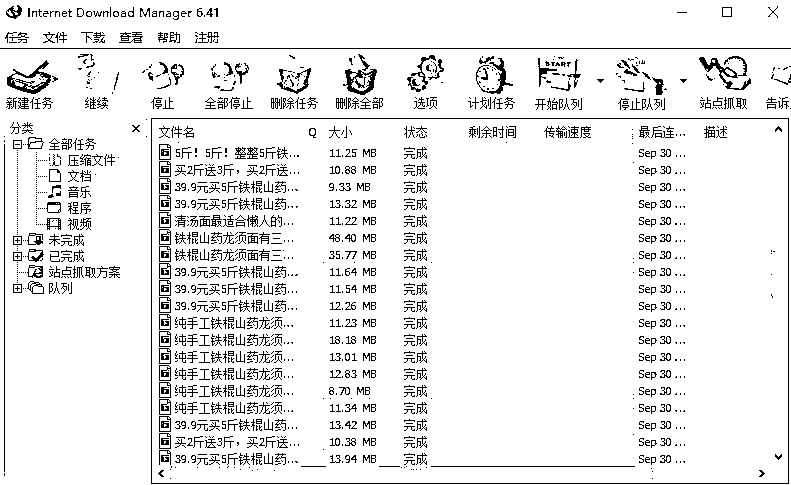 Internet Download Manager 6.41
任务 文件 下载 查看 帮助 注册
新建任务 继续 停止 全部停止 删除任务 删除全部 选项 计划任务 开始队列 停止队列 站点抓取 告诉
分类
全部任务
压缩文件
文档
音乐
程序
视频
未完成
已完成
站点抓取方案
队列
文件名 Q 大小 状态 剩余时间 传输速度 最后连... 描述
5斤！5斤！整整5斤铁... 11.25 MB 完成 Sep 30 ...
买2斤送3斤，买2斤送... 10.88 MB 完成 Sep 30 ...
39.9元买5斤铁棍山药... 9.33 MB 完成 Sep 30 ...
39.9元买5斤铁棍山药... 13.32 MB 完成 Sep 30 ...
清汤面最适合懒人的... 11.22 MB 完成 Sep 30 ...
铁棍山药龙须面有三... 48.40 MB 完成 Sep 30 ...
铁棍山药龙须面有三... 35.77 MB 完成 Sep 30 ...
39.9元买5斤铁棍山药... 11.64 MB 完成 Sep 30 ...
39.9元买5斤铁棍山药... 11.54 MB 完成 Sep 30 ...
39.9元买5斤铁棍山药... 12.26 MB 完成 Sep 30 ...
纯手工铁棍山药龙须... 11.23 MB 完成 Sep 30 ...
纯手工铁棍山药龙须... 18.18 MB 完成 Sep 30 ...
纯手工铁棍山药龙须... 13.01 MB 完成 Sep 30 ...
纯手工铁棍山药龙须... 12.83 MB 完成 Sep 30 ...
纯手工铁棍山药龙须... 8.70 MB 完成 Sep 30 ...
纯手工铁棍山药龙须... 11.34 MB 完成 Sep 30 ...
39.9元买5斤铁棍山药... 13.42 MB 完成 Sep 30 ...
买2斤送3斤，买2斤送... 10.38 MB 完成 Sep 30 ...
39.9元买5斤铁棍山药... 13.94 MB 完成 Sep 30 ...